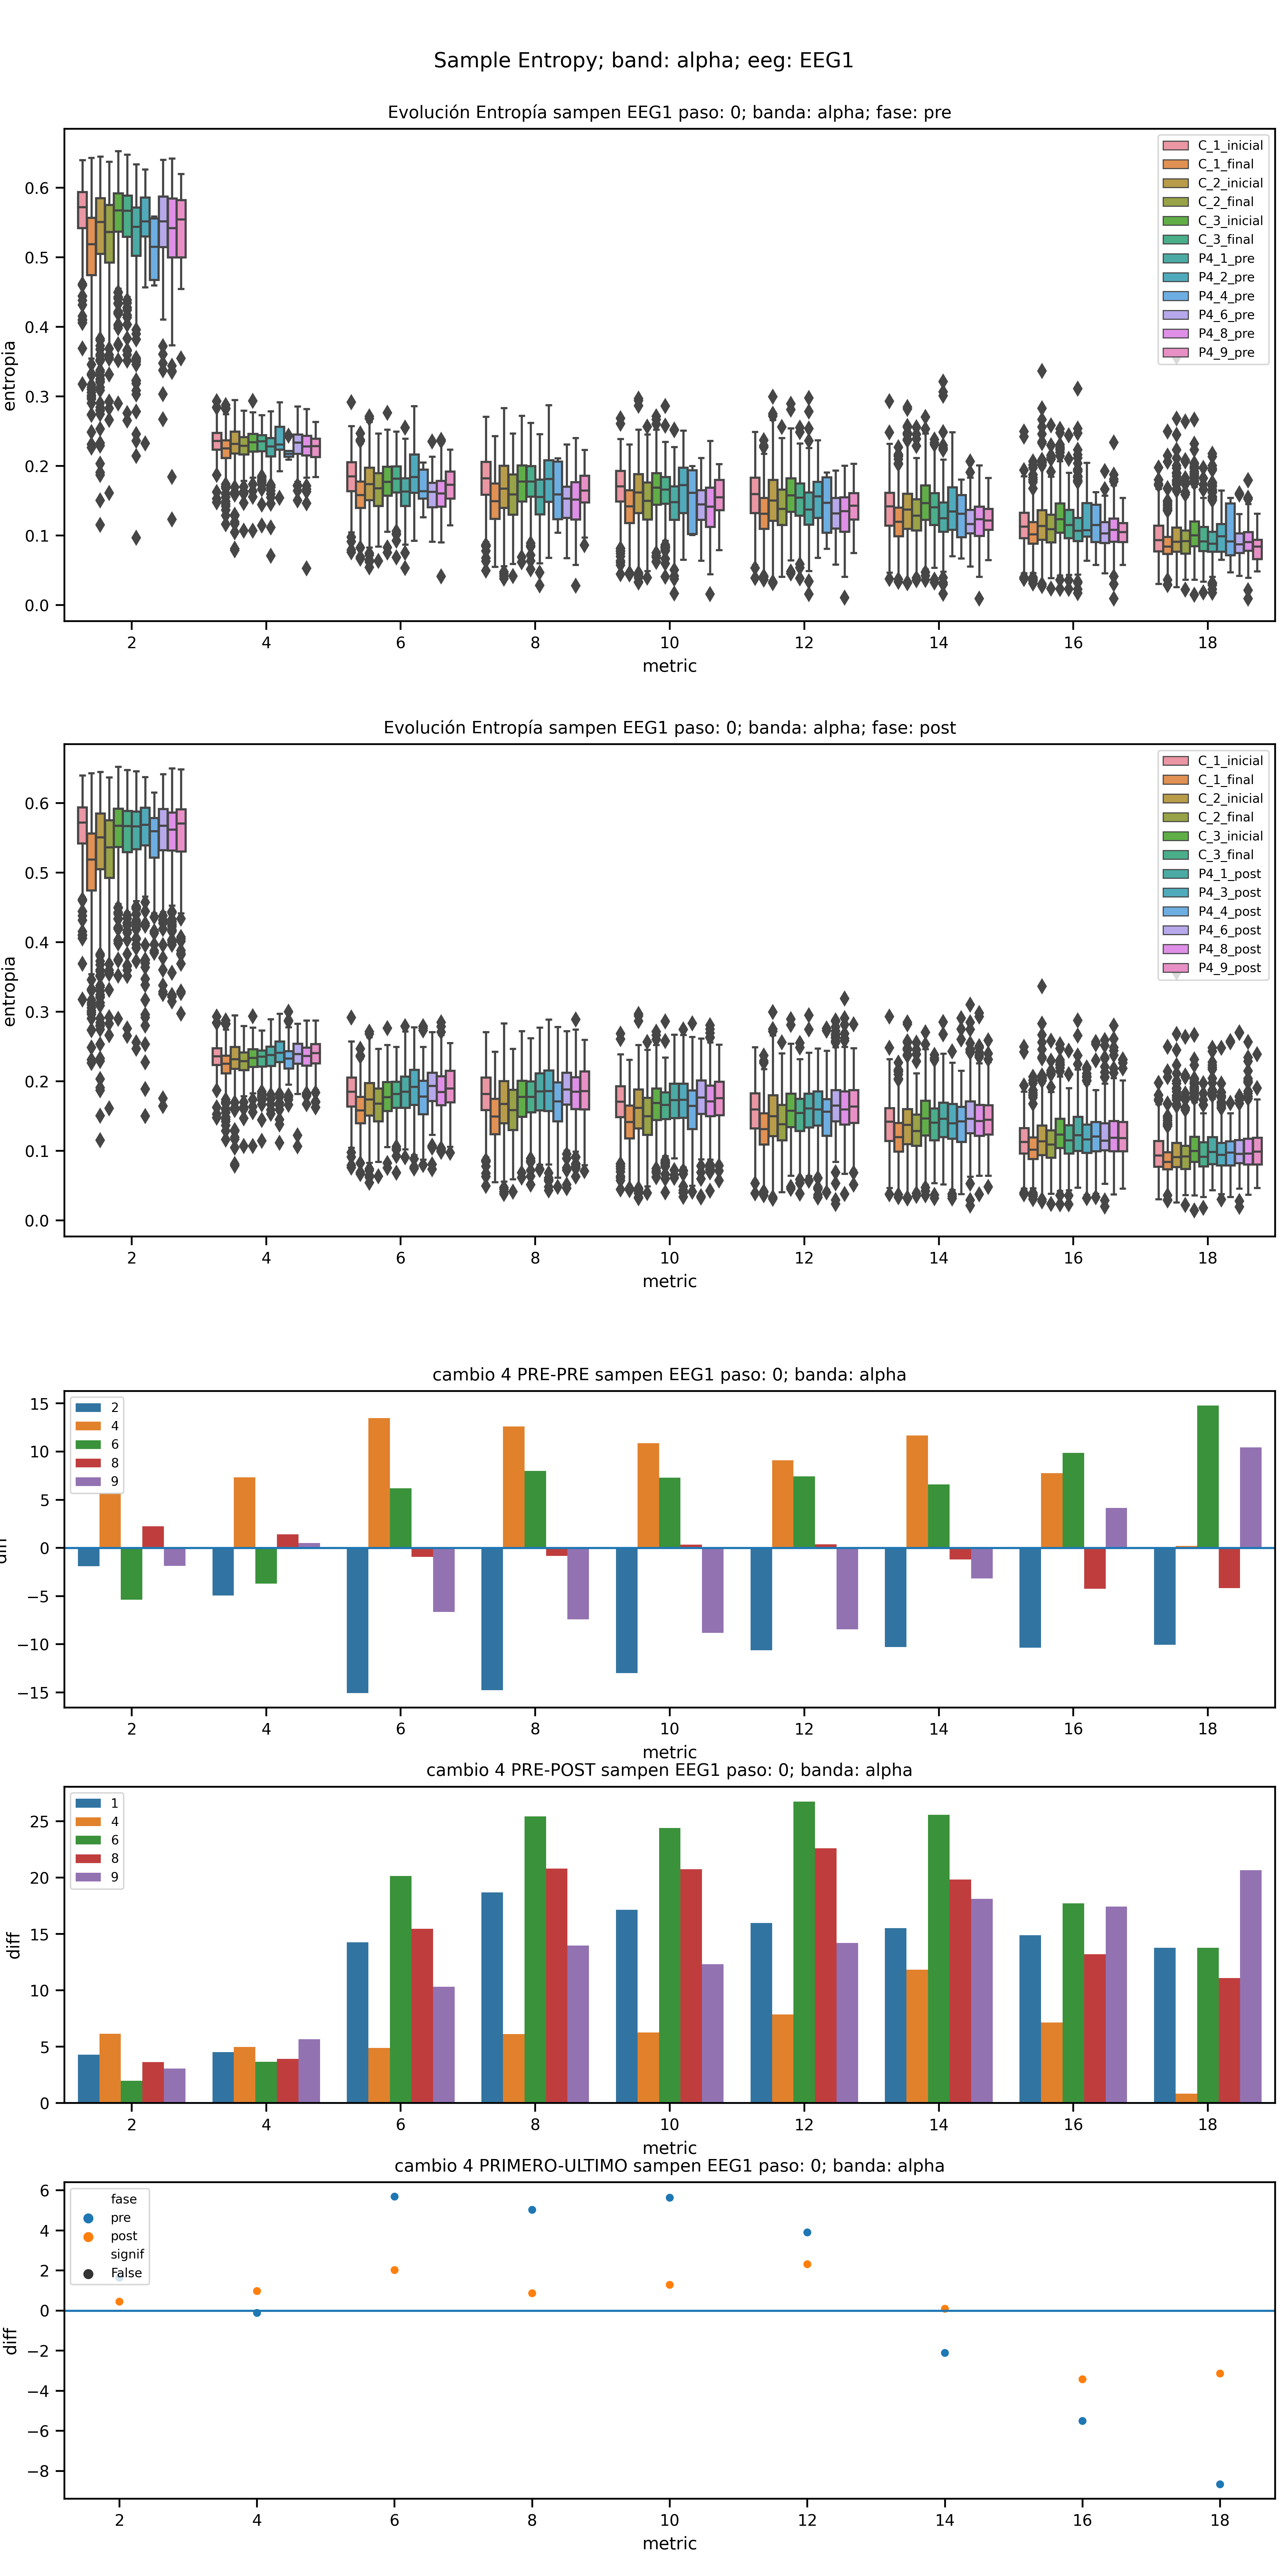 Sample Entropy; band: alpha; eeg: EEG1
Evolución Entropía sampen EEG1 paso: 0; banda: alpha; fase: pre
entropia
0.6
0.5
0.4
0.3
0.2
0.1
0.0
C_1_inicial
C_1_final
C_2_inicial
C_2_final
C_3_inicial
C_3_final
P4_1_pre
P4_2_pre
P4_4_pre
P4_6_pre
P4_8_pre
P4_9_pre
2 4 6 8 10 12 14 16 18
metric
Evolución Entropía sampen EEG1 paso: 0; banda: alpha; fase: post
entropia
0.6
0.5
0.4
0.3
0.2
0.1
0.0
C_1_inicial
C_1_final
C_2_inicial
C_2_final
C_3_inicial
C_3_final
P4_1_post
P4_3_post
P4_4_post
P4_6_post
P4_8_post
P4_9_post
2 4 6 8 10 12 14 16 18
metric
cambio 4 PRE-PRE sampen EEG1 paso: 0; banda: alpha
15
10
5
0
−5
−10
−15
2
4
6
8
9
2 4 6 8 10 12 14 16 18
metric
cambio 4 PRE-POST sampen EEG1 paso: 0; banda: alpha
diff
25
20
15
10
5
0
1
4
6
8
9
2 4 6 8 10 12 14 16 18
metric
cambio 4 PRIMERO-ULTIMO sampen EEG1 paso: 0; banda: alpha
diff
6
4
2
0
−2
−4
−6
−8
fase
pre
post
signif
False
2 4 6 8 10 12 14 16 18
metric